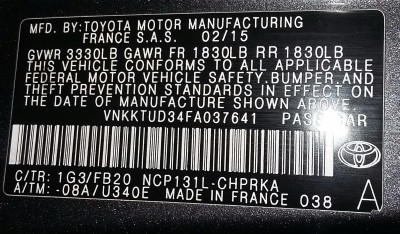 MFD. BY TOYOTA MOTOR MANUFACTURING
FRANCE S.A.S. 02/15
GVWR 3330LB GAWR FR 1830LB RR 1830LB
THIS VEHICLE CONFORMS TO ALL APPLICABLE
FEDERAL MOTOR VEHICLE SAFETY, BUMPER, AND
THEFT PREVENTION STANDARDS IN EFFECT ON
THE DATE OF MANUFACTURE SHOWN ABOVE.
VNKKTUD34FA037641 PASS CAR
C/TR: 1G3/FB20 NCP131L-CHPRKA
A/TM: -08A/U340E MADE IN FRANCE 038
A